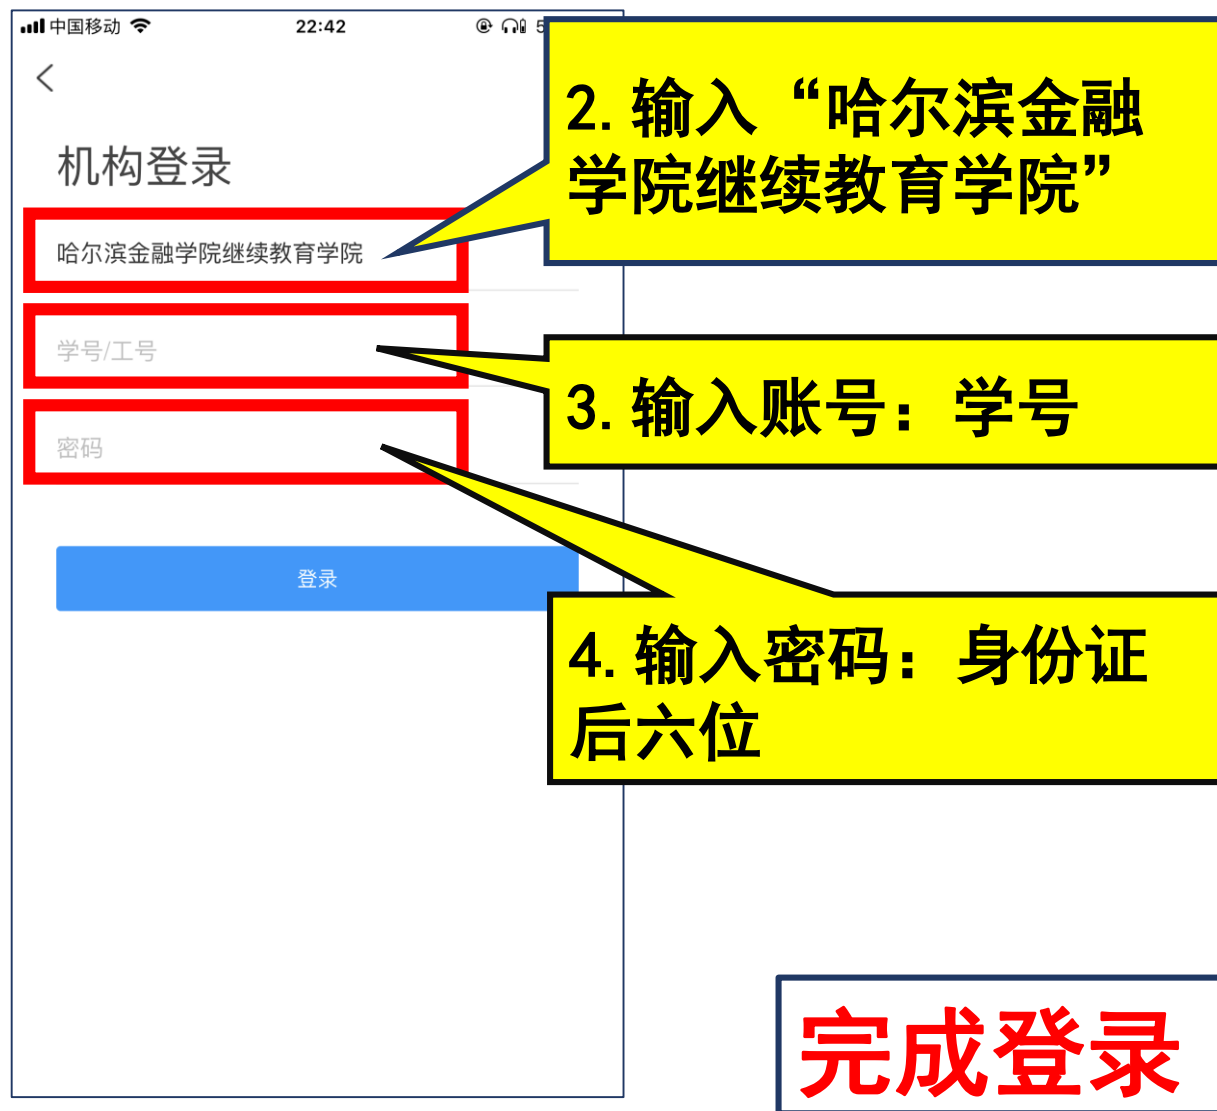 中国移动 22:42
机构登录
哈尔滨金融学院继续教育学院
学号/工号
密码
登录
2.输入“哈尔滨金融
学院继续教育学院”
3.输入账号：学号
4.输入密码：身份证
后六位
完成登录